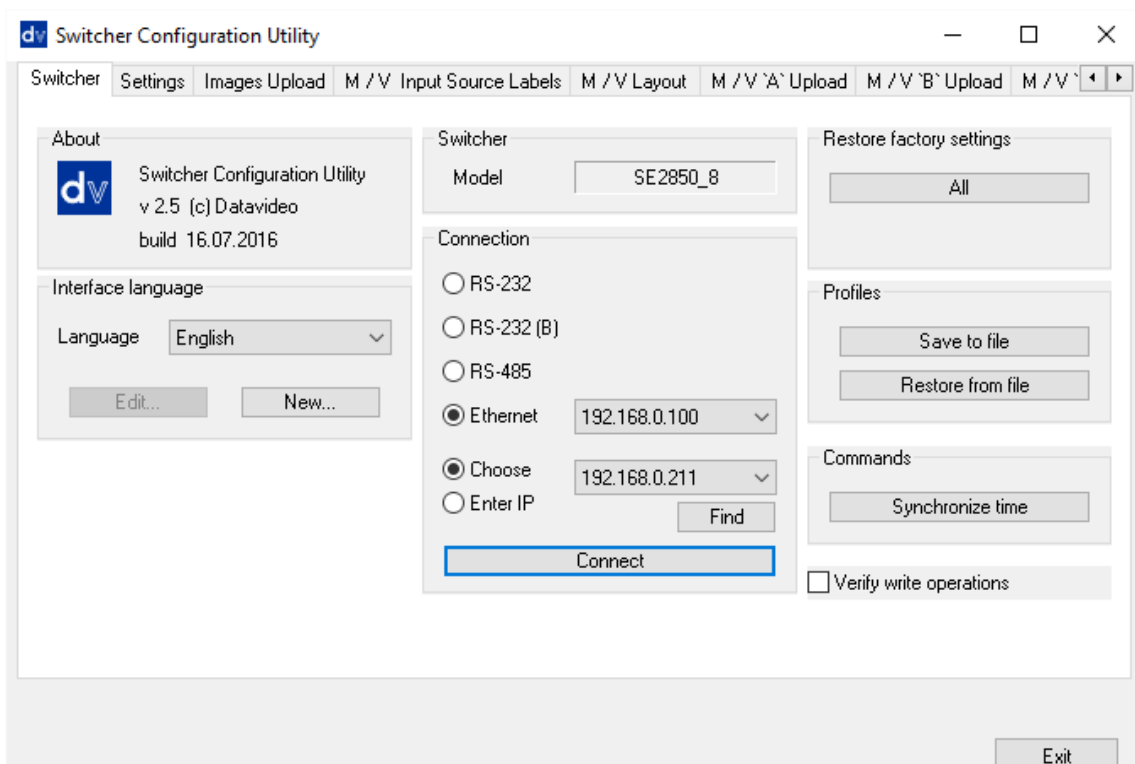 dv Switcher Configuration Utility
Switcher Settings Images Upload M / V Input Source Labels M / V Layout M / V `A` Upload M / V `B` Upload M / V `
About
dv
Switcher Configuration Utility
v 2.5 (c) Datavideo
build 16.07.2016
Interface language
Language English
Edit... New...
Switcher
Model SE2850_8
Connection
RS-232
RS-232 (B)
RS-485
Ethernet 192.168.0.100
Choose 192.168.0.211
Enter IP
Find
Connect
Restore factory settings
All
Profiles
Save to file
Restore from file
Commands
Synchronize time
Verify write operations
Exit